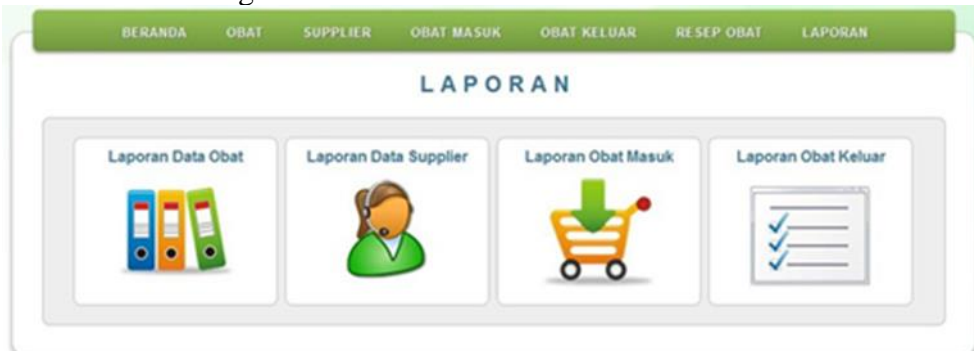 BERANDA OBAT SUPPLIER OBAT MASUK OBAT KELUAR RESEP OBAT LAPORAN
LAPORAN
Laporan Data Obat Laporan Data Supplier Laporan Obat Masuk Laporan Obat Keluar